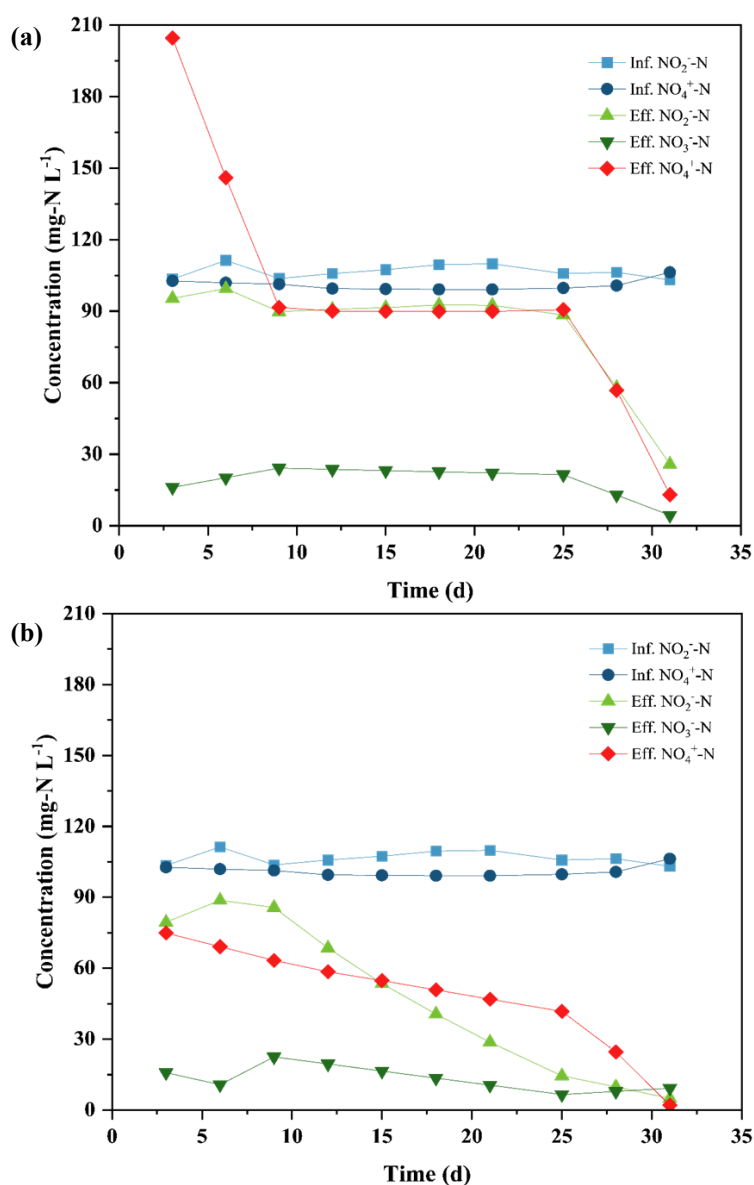 (a)
210
180
150
120
90
60
30
0
Concentration (mg-N L⁻¹)
Inf. NO₂⁻-N
Inf. NO₄⁺-N
Eff. NO₂⁻-N
Eff. NO₃⁻-N
Eff. NO₄⁺-N
0 5 10 15 20 25 30 35
Time (d)
(b)
210
180
150
120
90
60
30
0
Concentration (mg-N L⁻¹)
Inf. NO₂⁻-N
Inf. NO₄⁺-N
Eff. NO₂⁻-N
Eff. NO₃⁻-N
Eff. NO₄⁺-N
0 5 10 15 20 25 30 35
Time (d)